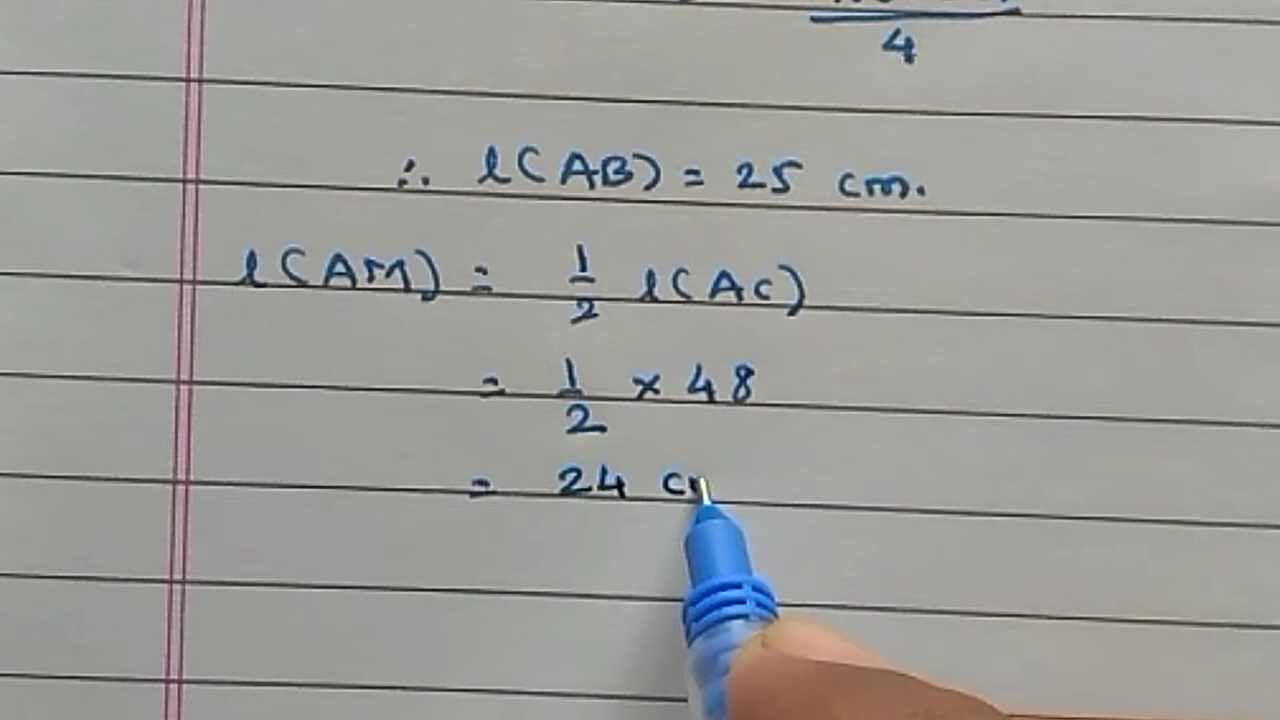 4
∴ l(AB) = 25 cm.
l(AM) = 1/2 l(AC)
= 1/2 × 48
= 24 c